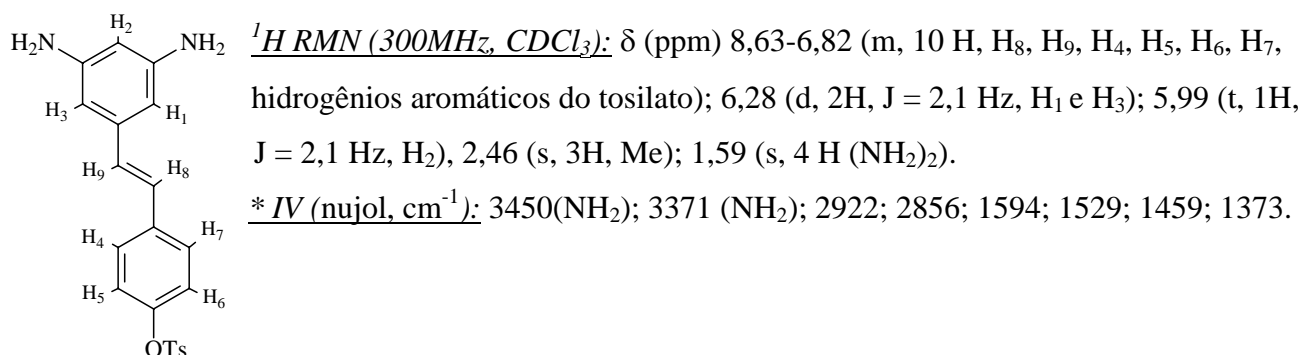 H₂
H₂N NH₂
H₃ H₁
H₉ H₈
H₄ H₇
H₅ H₆
OTs
¹H RMN (300MHz, CDCl₃): δ (ppm) 8,63-6,82 (m, 10 H, H₈, H₉, H₄, H₅, H₆, H₇,
hidrogênios aromáticos do tosilato); 6,28 (d, 2H, J = 2,1 Hz, H₁ e H₃); 5,99 (t, 1H,
J = 2,1 Hz, H₂), 2,46 (s, 3H, Me); 1,59 (s, 4 H (NH₂)₂).
* IV (nujol, cm⁻¹): 3450(NH₂); 3371 (NH₂); 2922; 2856; 1594; 1529; 1459; 1373.